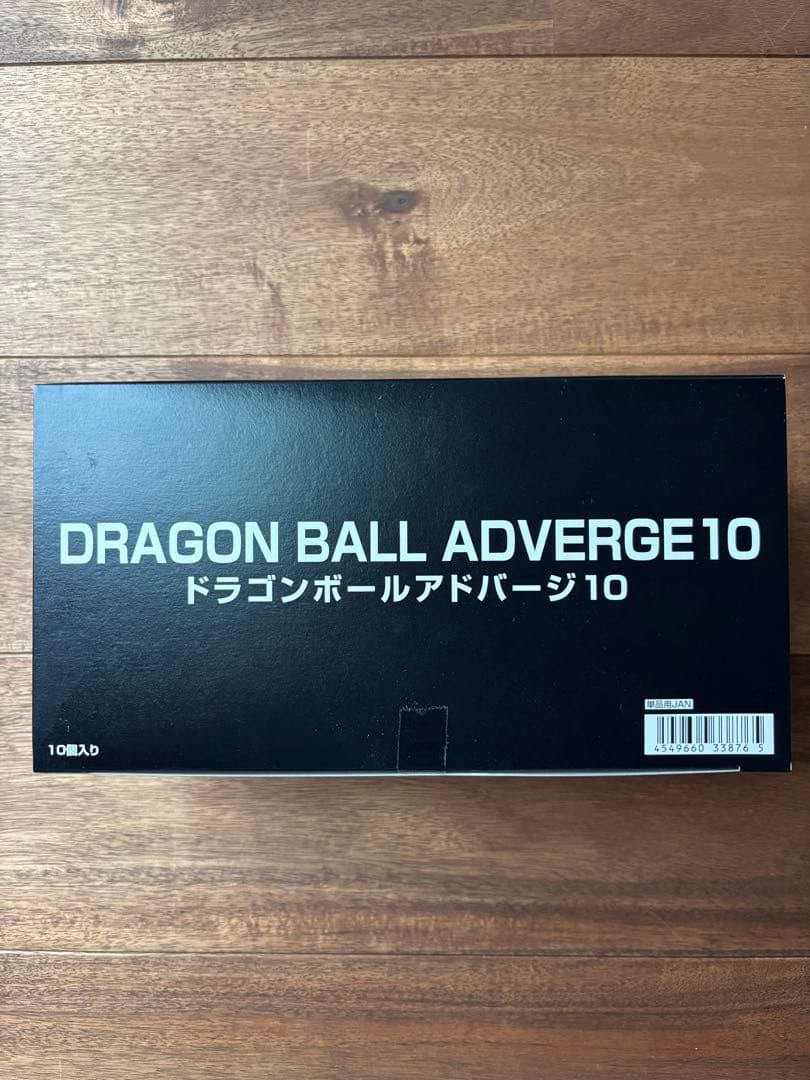 DRAGON BALL ADVERGE10
ドラゴンボールアドバージ10
単品用JAN
4549660 33876 5
10個入り